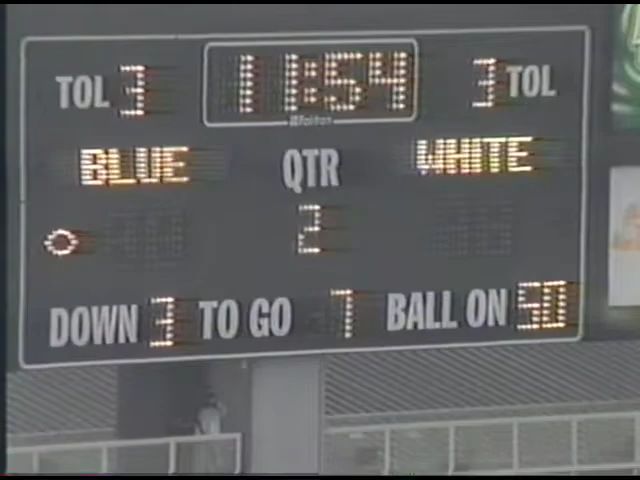 TOL 3 11:54 3 TOL
BLUE QTR WHITE
2
DOWN 3 TO GO 7 BALL ON 50